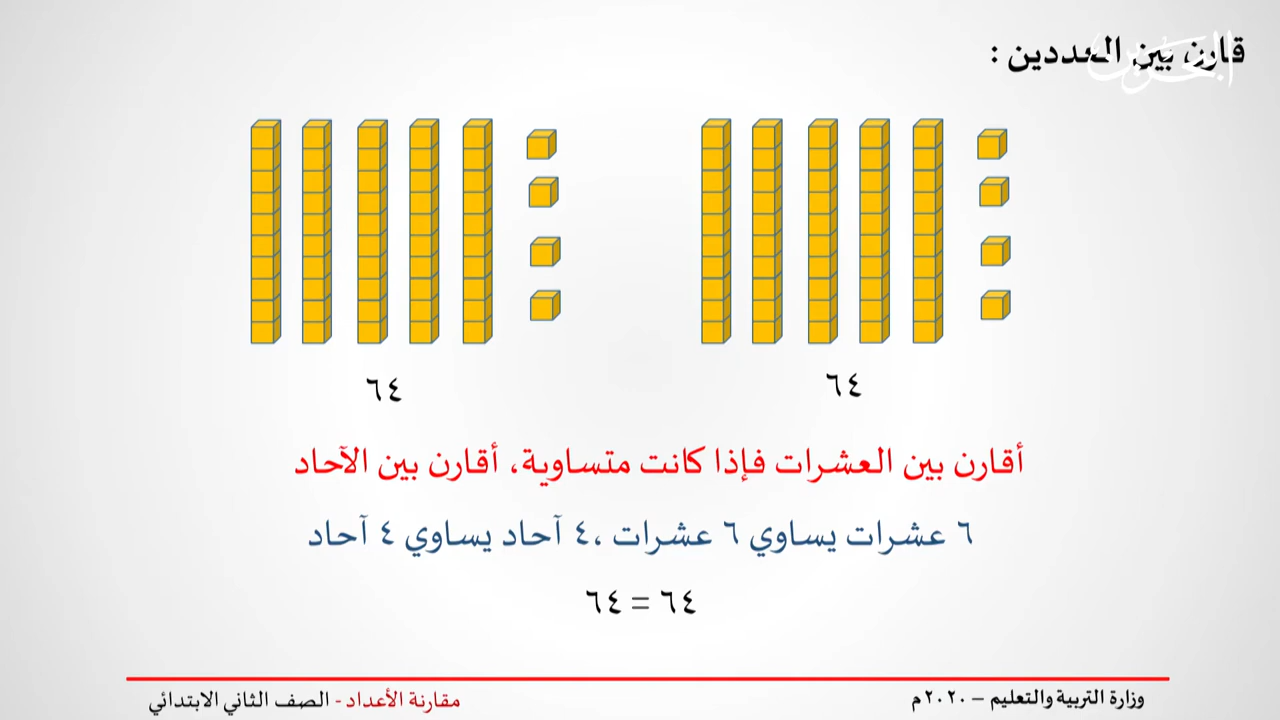 قارن بين العددين :
البحرين
٦٤
٦٤
أقارن بين العشرات فإذا كانت متساوية، أقارن بين الآحاد
٦ عشرات يساوي ٦ عشرات ،٤ آحاد يساوي ٤ آحاد
٦٤ = ٦٤
وزارة التربية والتعليم – ٢٠٢٠م
مقارنة الأعداد - الصف الثاني الابتدائي